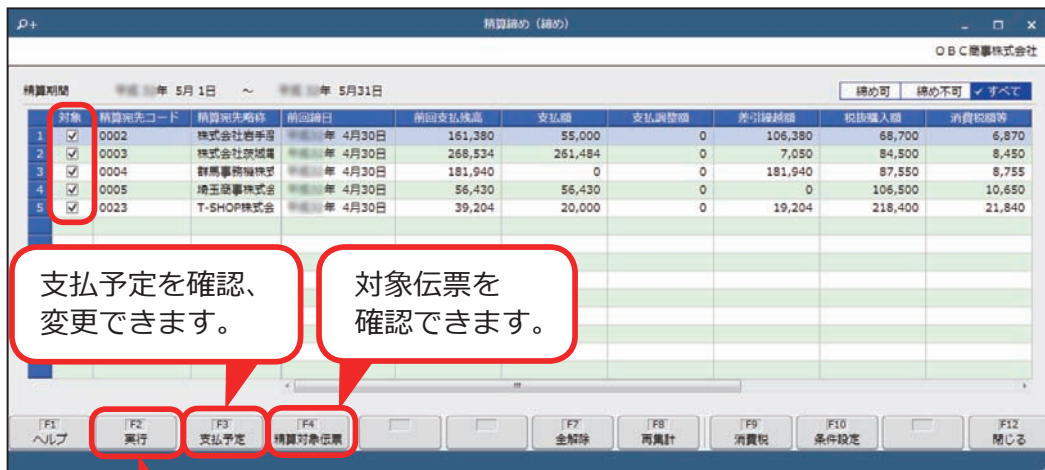 精算締め（締め）
ＯＢＣ商事株式会社
精算期間 年 5月 1日 ～ 年 5月31日
締め可 締め不可 すべて
対象 精算宛先コード 精算宛先略称 前回締日 前回支払残高 支払額 支払調整額 差引繰越額 税抜購入額 消費税額等
1 0002 株式会社岩手 年 4月30日 161,380 55,000 0 106,380 68,700 6,870
2 0003 株式会社茨城 年 4月30日 268,534 261,484 0 7,050 84,500 8,450
3 0004 群馬事務機株式 年 4月30日 181,940 0 0 181,940 87,550 8,755
4 0005 埼玉商事株式会 年 4月30日 56,430 56,430 0 0 106,500 10,650
5 0023 T-SHOP株式会 年 4月30日 39,204 20,000 0 19,204 218,400 21,840
支払予定を確認、
変更できます。
対象伝票を
確認できます。
F1 F2 F3 F4 F7 F8 F9 F10 F12
ヘルプ 実行 支払予定 精算対象伝票 全解除 再集計 消費税 条件設定 閉じる